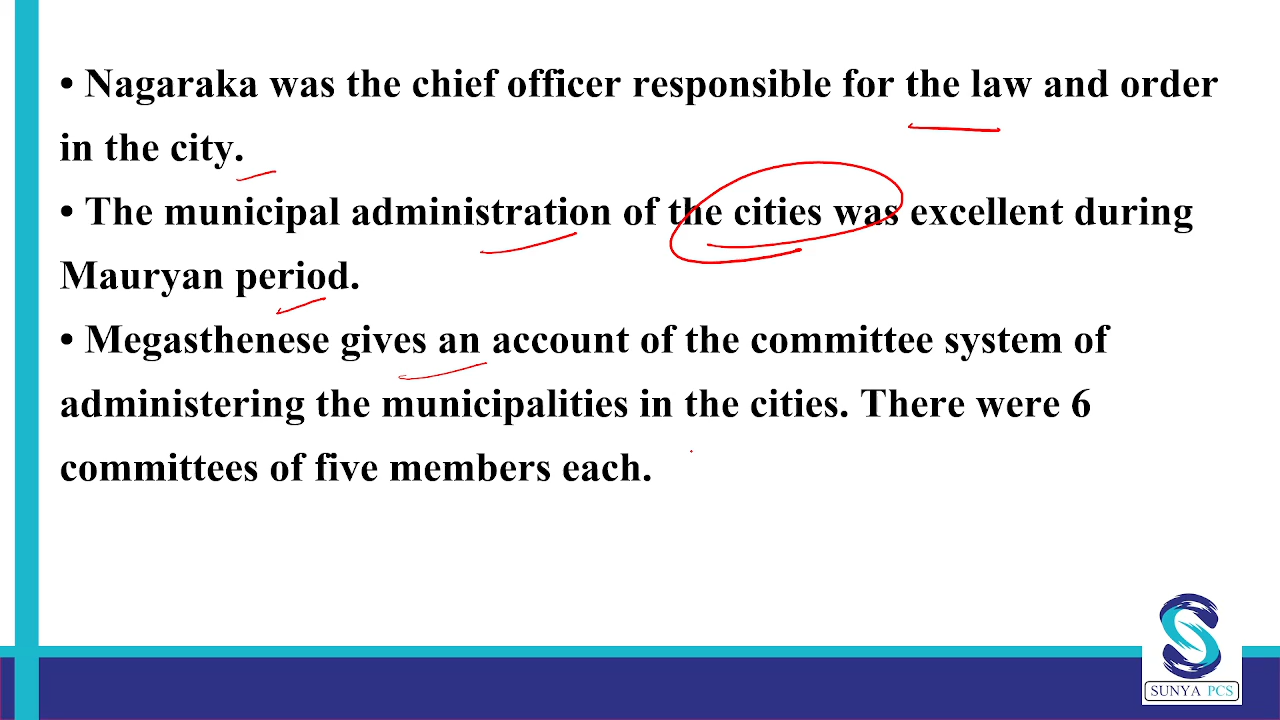 • Nagaraka was the chief officer responsible for the law and order
in the city.
• The municipal administration of the cities was excellent during
Mauryan period.
• Megasthenese gives an account of the committee system of
administering the municipalities in the cities. There were 6
committees of five members each.
SUNYA PCS